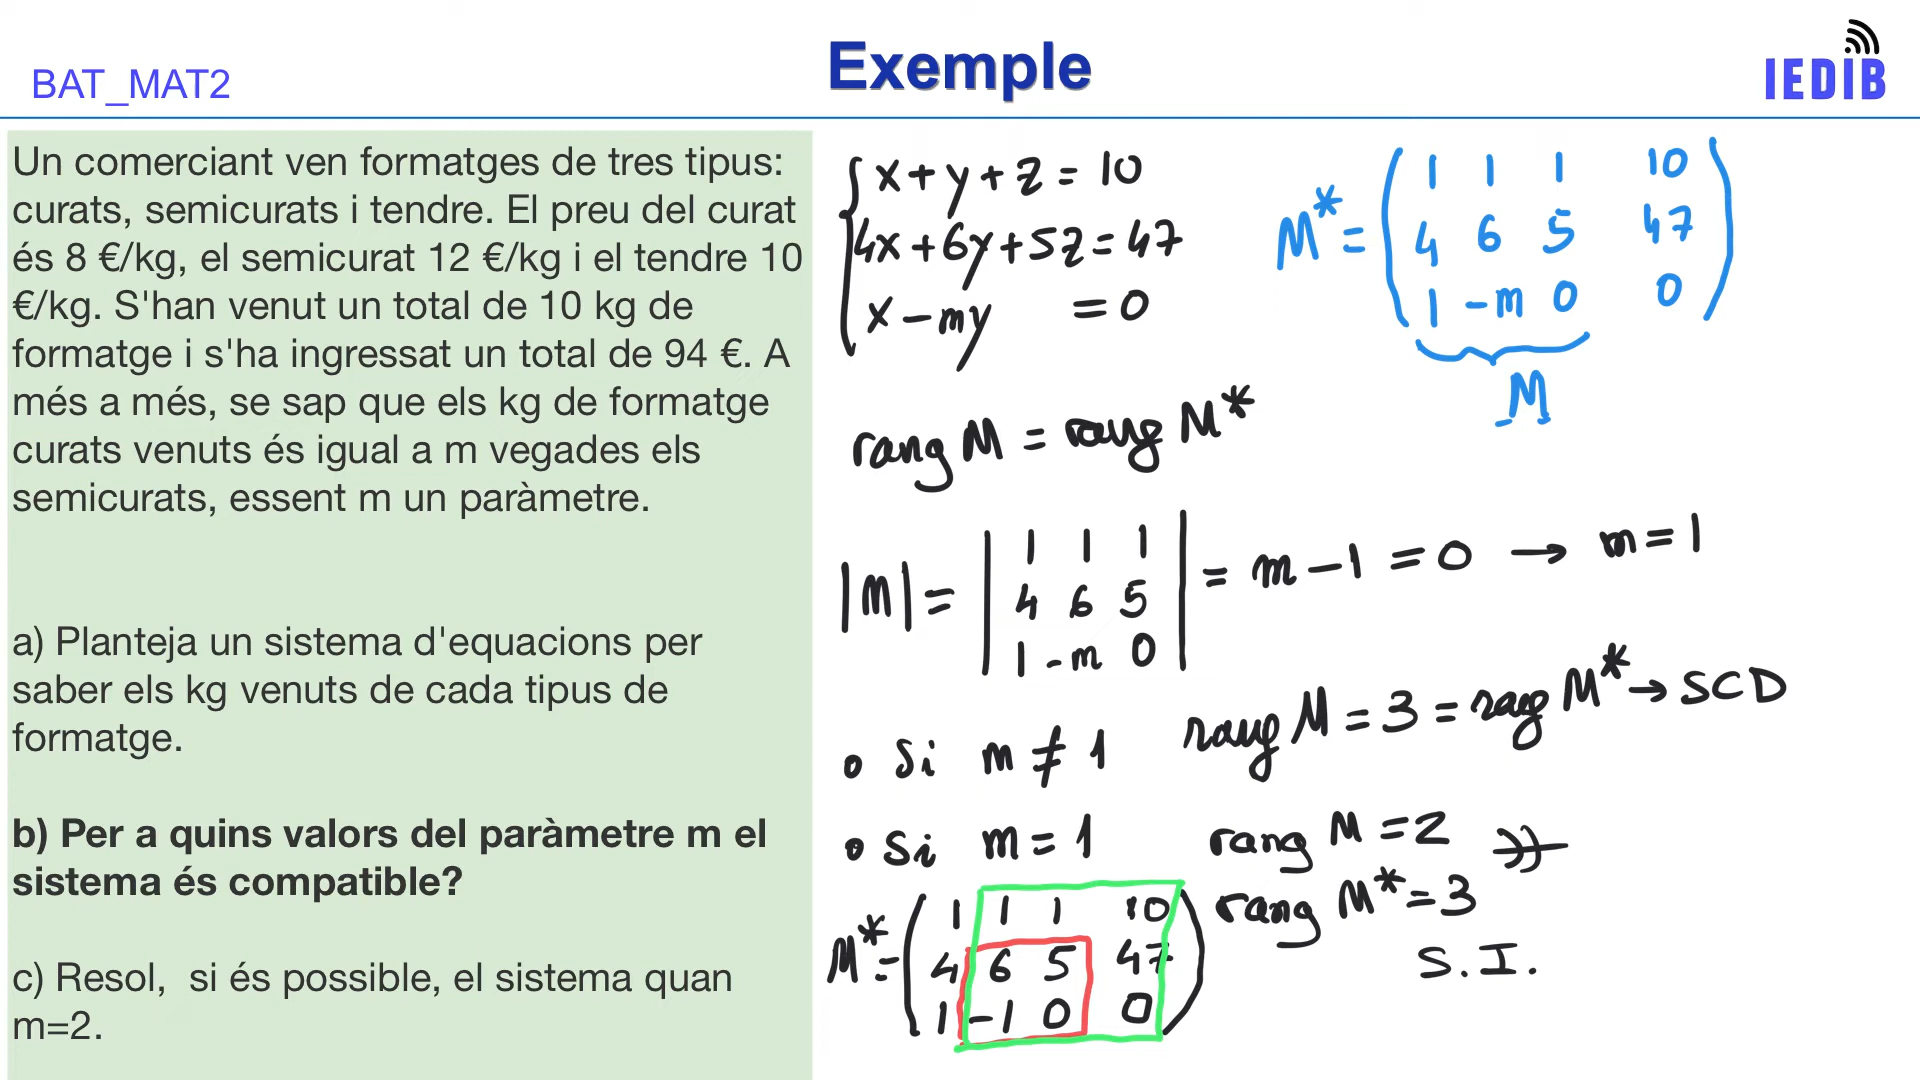 BAT_MAT2
Exemple
IEDIB
Un comerciant ven formatges de tres tipus:
curats, semicurats i tendre. El preu del curat
és 8 €/kg, el semicurat 12 €/kg i el tendre 10
€/kg. S'han venut un total de 10 kg de
formatge i s'ha ingressat un total de 94 €. A
més a més, se sap que els kg de formatge
curats venuts és igual a m vegades els
semicurats, essent m un paràmetre.
a) Planteja un sistema d'equacions per
saber els kg venuts de cada tipus de
formatge.
b) Per a quins valors del paràmetre m el
sistema és compatible?
c) Resol,  si és possible, el sistema quan
m=2.
x+y+z = 10
4x+6y+5z = 47
x-my = 0
M* =
1 1 1 10
4 6 5 47
1 -m 0 0
M
rang M = rang M*
|M| =
1 1 1
4 6 5
1 -m 0
= m-1 = 0 → m = 1
• Si m ≠ 1 rang M = 3 = rang M* → SCD
• Si m = 1 rang M = 2
rang M* = 3
S.I.
M* =
1 1 1 10
4 6 5 47
1 -1 0 0